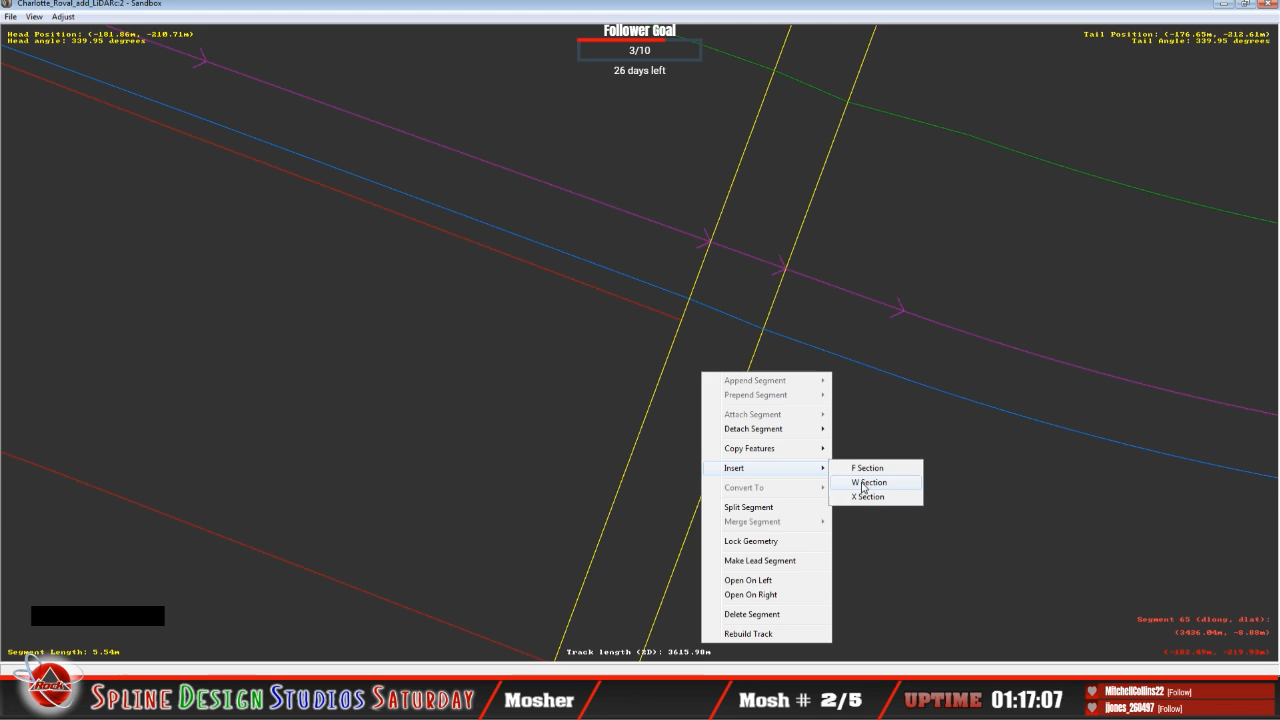 Charlotte_Roval_add_LiDARc:2 - Sandbox
File View Adjust
Head Position: (-181.86m, -210.71m)
Head angle: 339.95 degrees
Follower Goal
3/10
26 days left
Tail Position: (-176.65m, -212.61m)
Tail Angle: 339.95 degrees
Append Segment
Prepend Segment
Attach Segment
Detach Segment
Copy Features
Insert
Convert To
Split Segment
Merge Segment
Lock Geometry
Make Lead Segment
Open On Left
Open On Right
Delete Segment
Rebuild Track
F Section
W Section
X Section
Segment 65 (dlong, dlat):
(3436.04m, -8.88m)
Segment Length: 5.54m
Track length (2D): 3615.90m
Rock
Spline Design Studios Saturday
Mosher
Mosh # 2/5
UPTIME 01:17:07
MitchellCollins22 [Follow]
ljones_260497 [Follow]